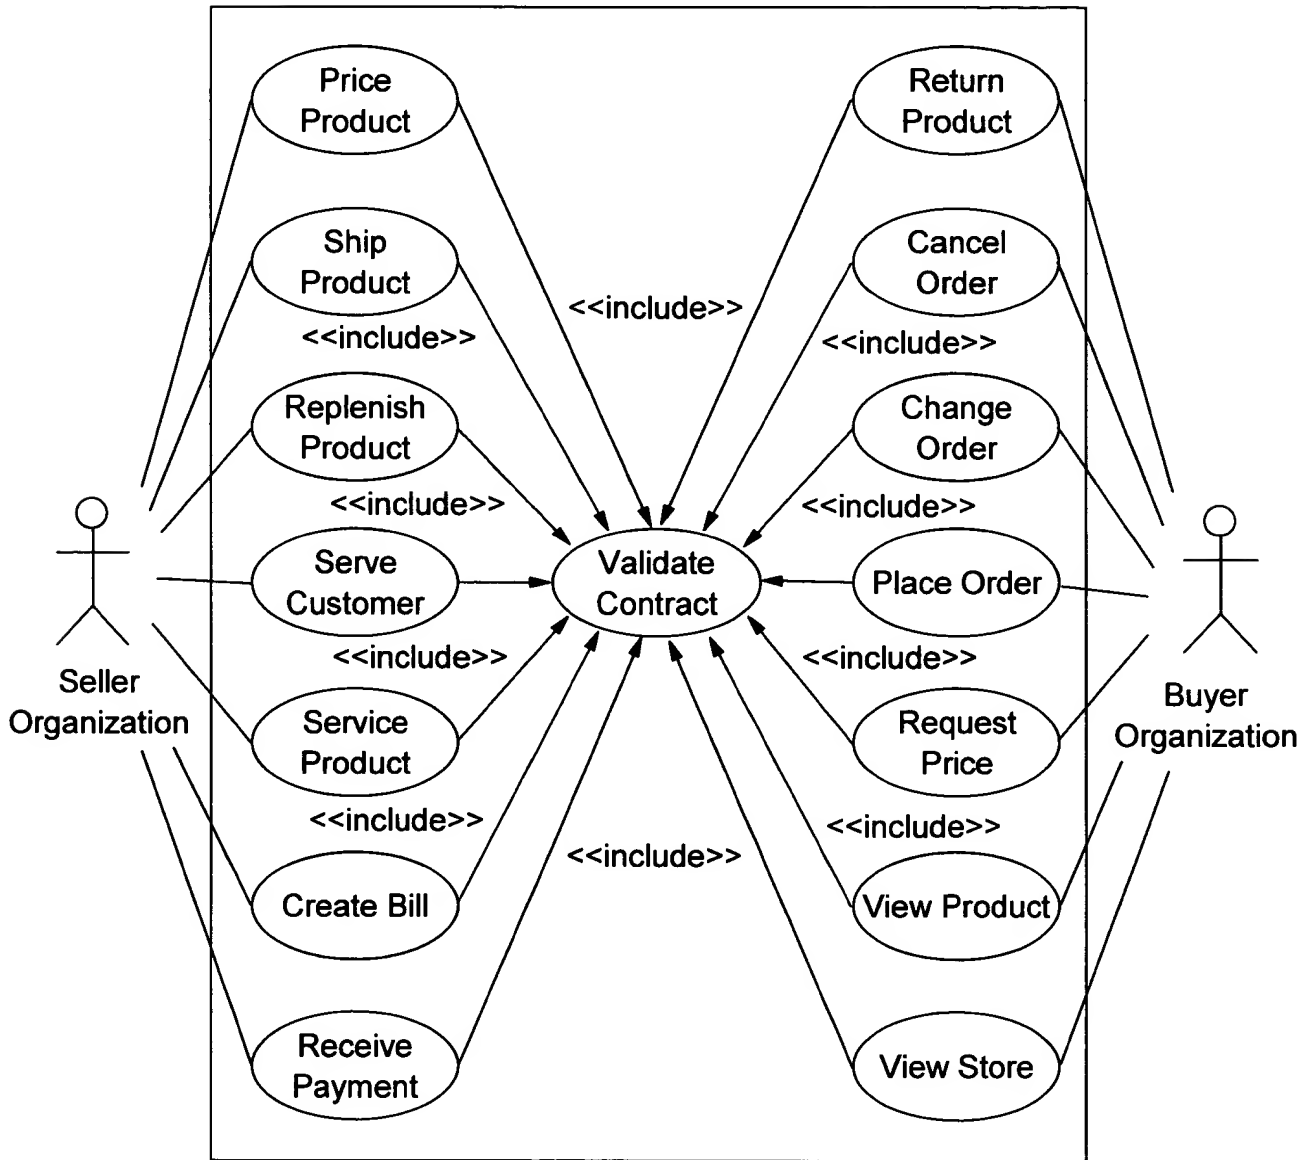 Price
Product
Return
Product
Ship
Product
Cancel
Order
<<include>>
<<include>>
<<include>>
Replenish
Product
Change
Order
<<include>>
<<include>>
Serve
Customer
Validate
Contract
Place Order
<<include>>
<<include>>
Seller
Organization
Buyer
Organization
Service
Product
Request
Price
<<include>>
<<include>>
<<include>>
Create Bill
View Product
Receive
Payment
View Store